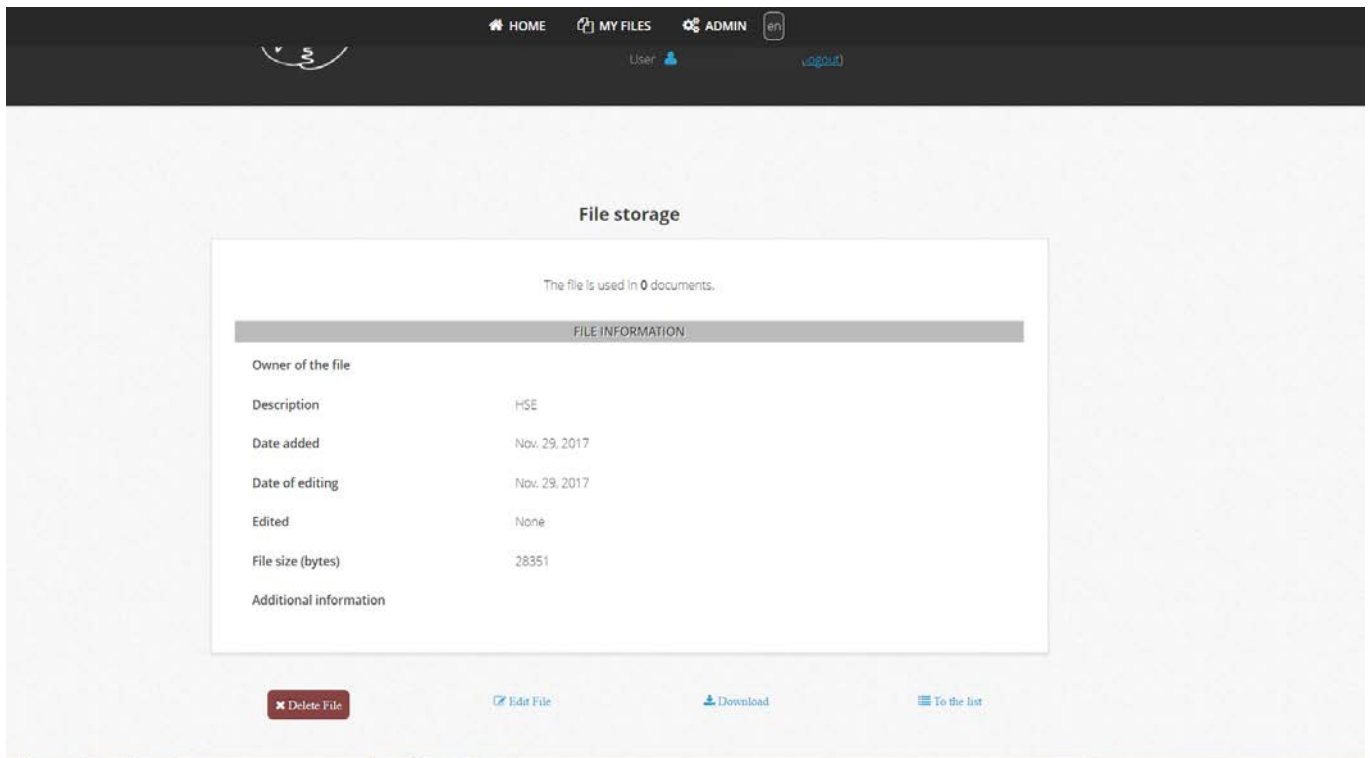 HOME MY FILES ADMIN en
User logout)
File storage
The file is used in 0 documents.
FILE INFORMATION
Owner of the file
Description HSE
Date added Nov. 29, 2017
Date of editing Nov. 29, 2017
Edited None
File size (bytes) 28351
Additional information
Delete File Edit File Download To the list